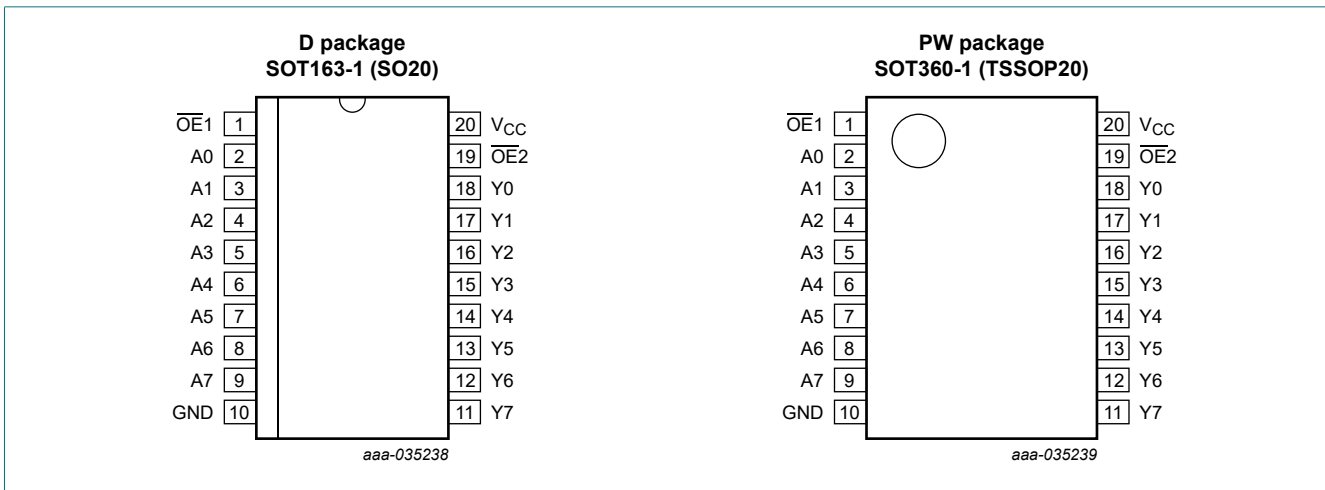 D package
SOT163-1 (SO20)
O̅E̅1 1 20 VCC
A0 2 19 O̅E̅2
A1 3 18 Y0
A2 4 17 Y1
A3 5 16 Y2
A4 6 15 Y3
A5 7 14 Y4
A6 8 13 Y5
A7 9 12 Y6
GND 10 11 Y7
aaa-035238
PW package
SOT360-1 (TSSOP20)
O̅E̅1 1 20 VCC
A0 2 19 O̅E̅2
A1 3 18 Y0
A2 4 17 Y1
A3 5 16 Y2
A4 6 15 Y3
A5 7 14 Y4
A6 8 13 Y5
A7 9 12 Y6
GND 10 11 Y7
aaa-035239